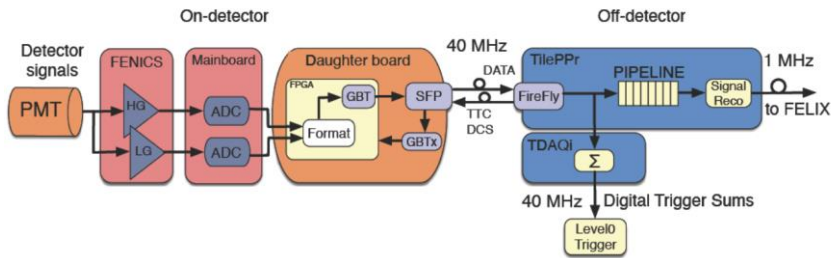 On-detector
Off-detector
Detector
signals
PMT
FENICS
HG
LG
Mainboard
ADC
ADC
Daughter board
FPGA
Format
GBT
SFP
GBTx
40 MHz
DATA
TTC
DCS
TilePPr
FireFly
PIPELINE
Signal
Reco
1 MHz
to FELIX
TDAQi
Σ
40 MHz
Digital Trigger Sums
Level0
Trigger